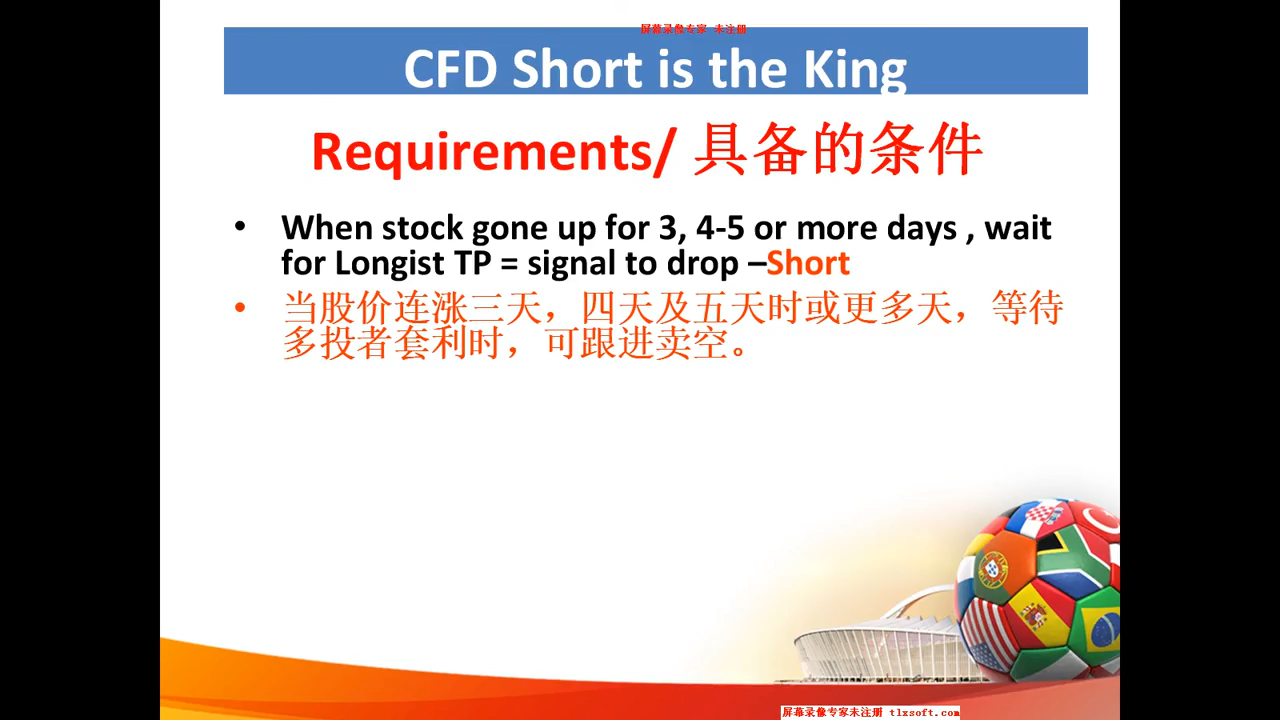 屏幕录像专家 未注册
CFD Short is the King
Requirements/ 具备的条件
• When stock gone up for 3, 4-5 or more days , wait
for Longist TP = signal to drop –Short
• 当股价连涨三天，四天及五天时或更多天，等待
多投者套利时，可跟进卖空。
屏幕录像专家未注册 tlxsoft.com